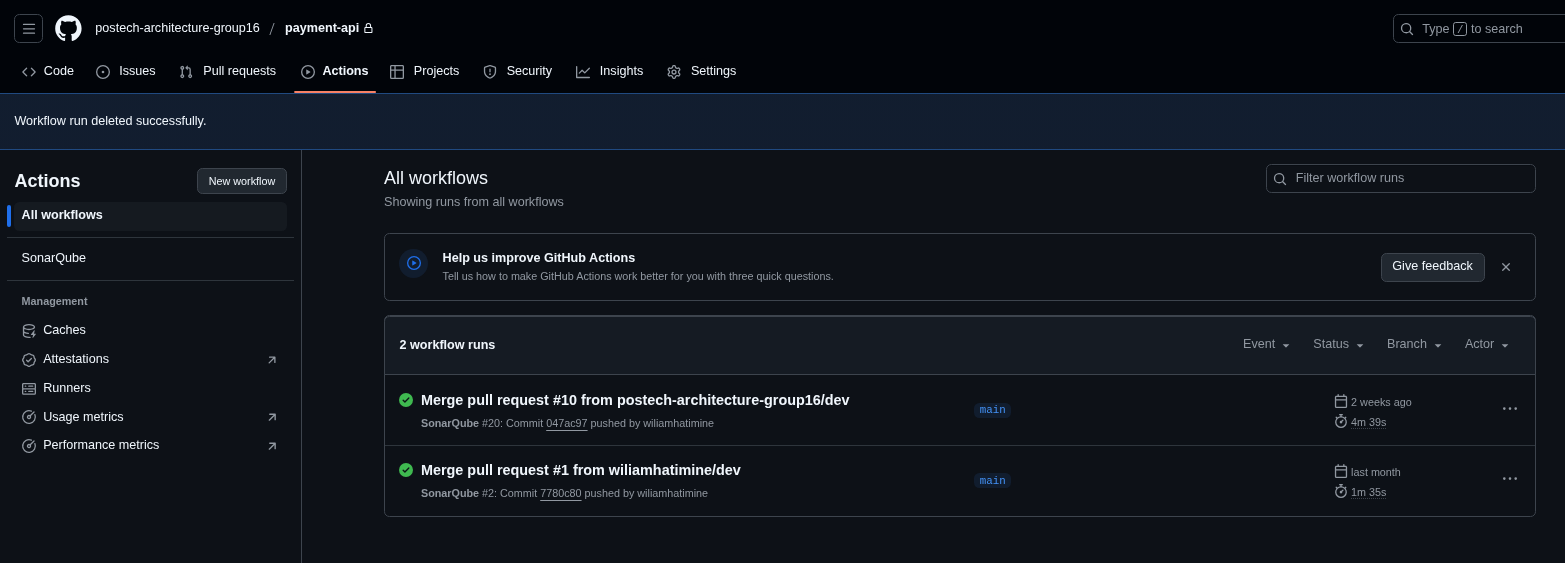 postech-architecture-group16 / payment-api
Type / to search
Code
Issues
Pull requests
Actions
Projects
Security
Insights
Settings
Workflow run deleted successfully.
Actions
New workflow
All workflows
SonarQube
Management
Caches
Attestations
Runners
Usage metrics
Performance metrics
All workflows
Showing runs from all workflows
Filter workflow runs
Help us improve GitHub Actions
Tell us how to make GitHub Actions work better for you with three quick questions.
Give feedback
2 workflow runs
Event
Status
Branch
Actor
Merge pull request #10 from postech-architecture-group16/dev
SonarQube #20: Commit 047ac97 pushed by wiliamhatimine
main
2 weeks ago
4m 39s
Merge pull request #1 from wiliamhatimine/dev
SonarQube #2: Commit 7780c80 pushed by wiliamhatimine
main
last month
1m 35s